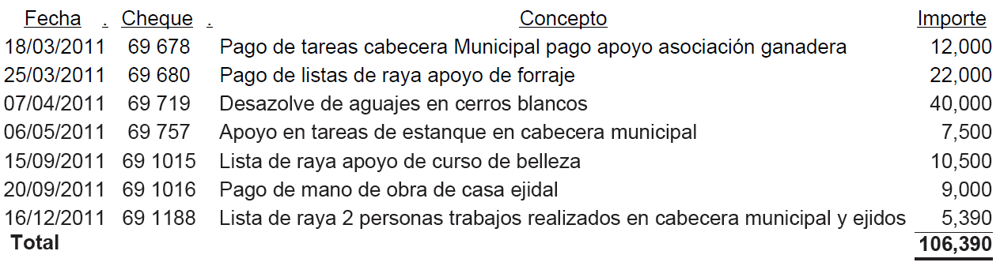 Fecha . Cheque . Concepto Importe
18/03/2011 69 678 Pago de tareas cabecera Municipal pago apoyo asociación ganadera 12,000
25/03/2011 69 680 Pago de listas de raya apoyo de forraje 22,000
07/04/2011 69 719 Desazolve de aguajes en cerros blancos 40,000
06/05/2011 69 757 Apoyo en tareas de estanque en cabecera municipal 7,500
15/09/2011 69 1015 Lista de raya apoyo de curso de belleza 10,500
20/09/2011 69 1016 Pago de mano de obra de casa ejidal 9,000
16/12/2011 69 1188 Lista de raya 2 personas trabajos realizados en cabecera municipal y ejidos 5,390
Total 106,390